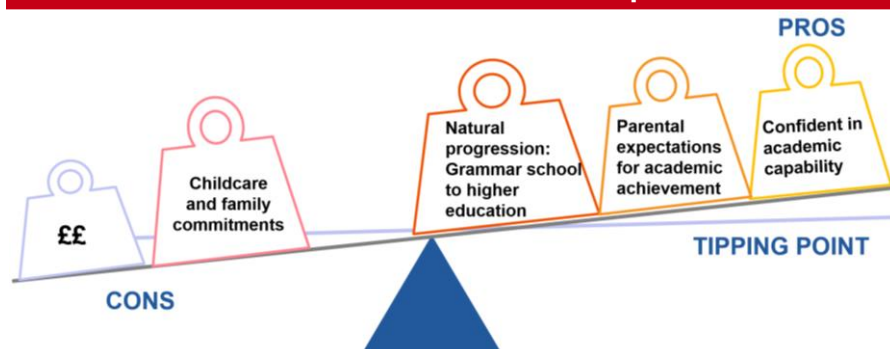 PROS
Natural
progression:
Grammar school
to higher
education
Parental
expectations
for academic
achievement
Confident in
academic
capability
Childcare
and family
commitments
££
TIPPING POINT
CONS